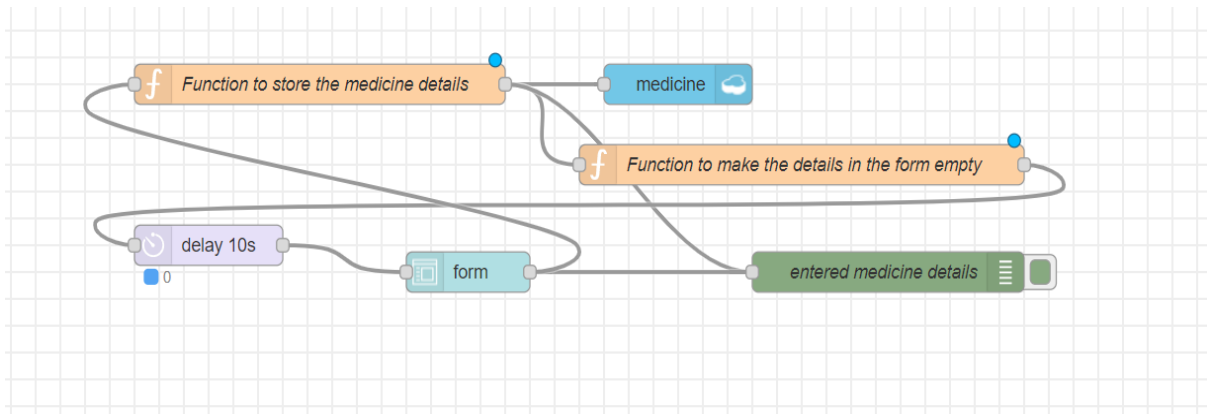 Function to store the medicine details
medicine
Function to make the details in the form empty
delay 10s
0
form
entered medicine details